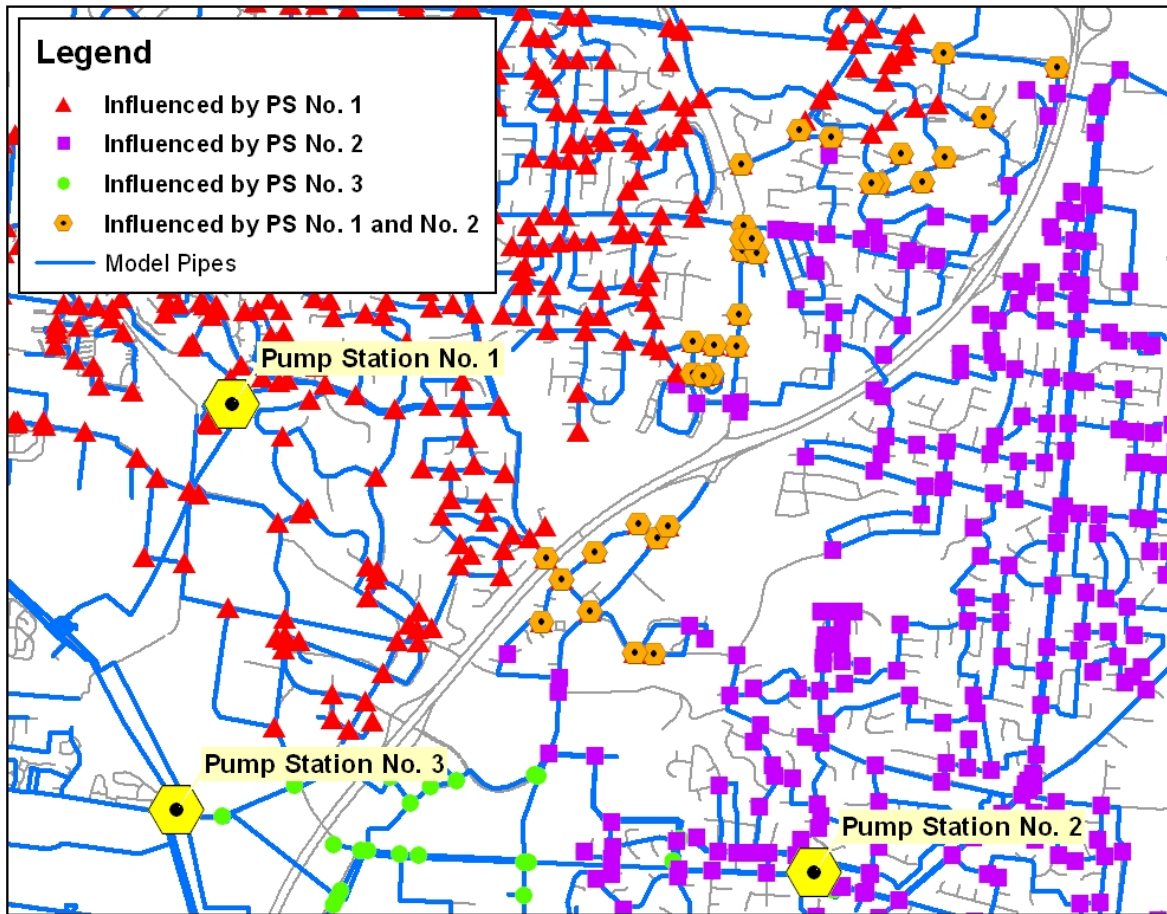 Legend
Influenced by PS No. 1
Influenced by PS No. 2
Influenced by PS No. 3
Influenced by PS No. 1 and No. 2
Model Pipes
Pump Station No. 1
Pump Station No. 3
Pump Station No. 2